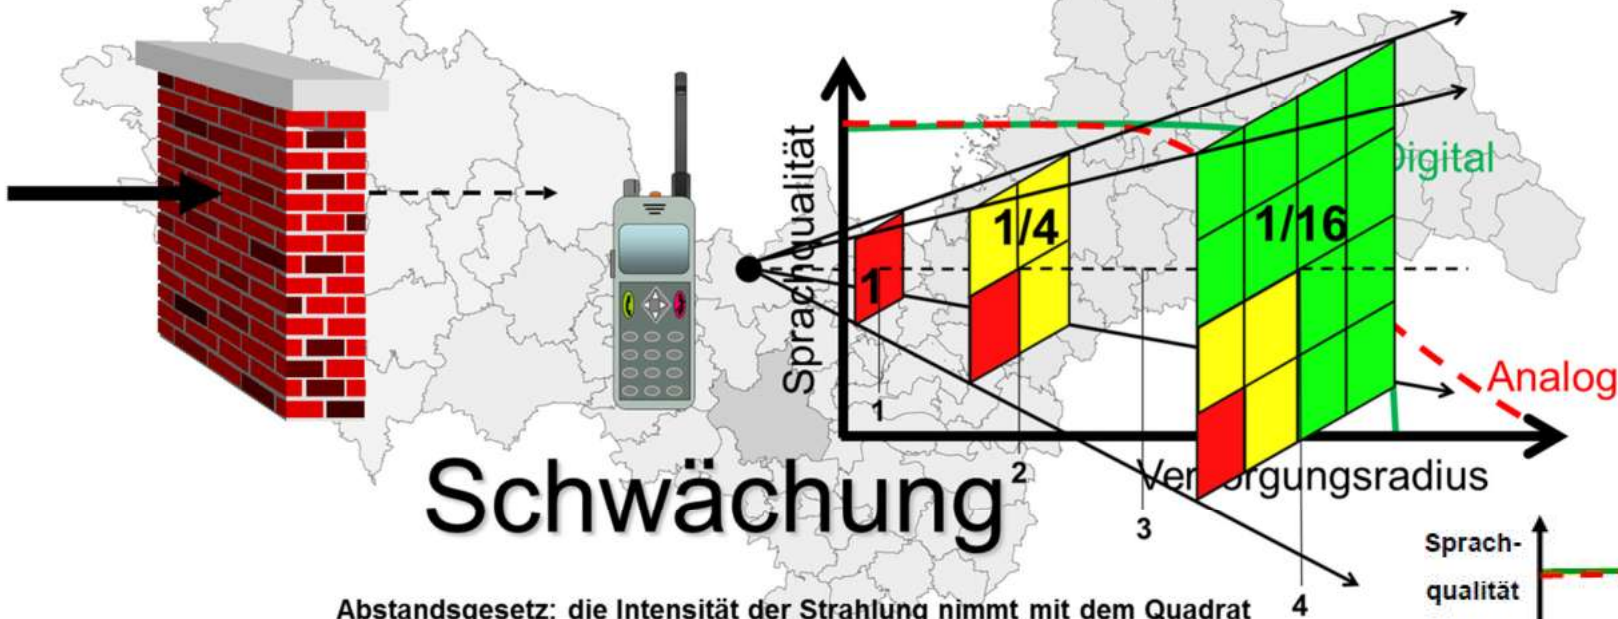 Sprachqualität
Digital
1
1/4
1/16
Analog
1
2
3
4
Versorgungsradius
Schwächung
Sprach-
qualität
Abstandsgesetz: die Intensität der Strahlung nimmt mit dem Quadrat